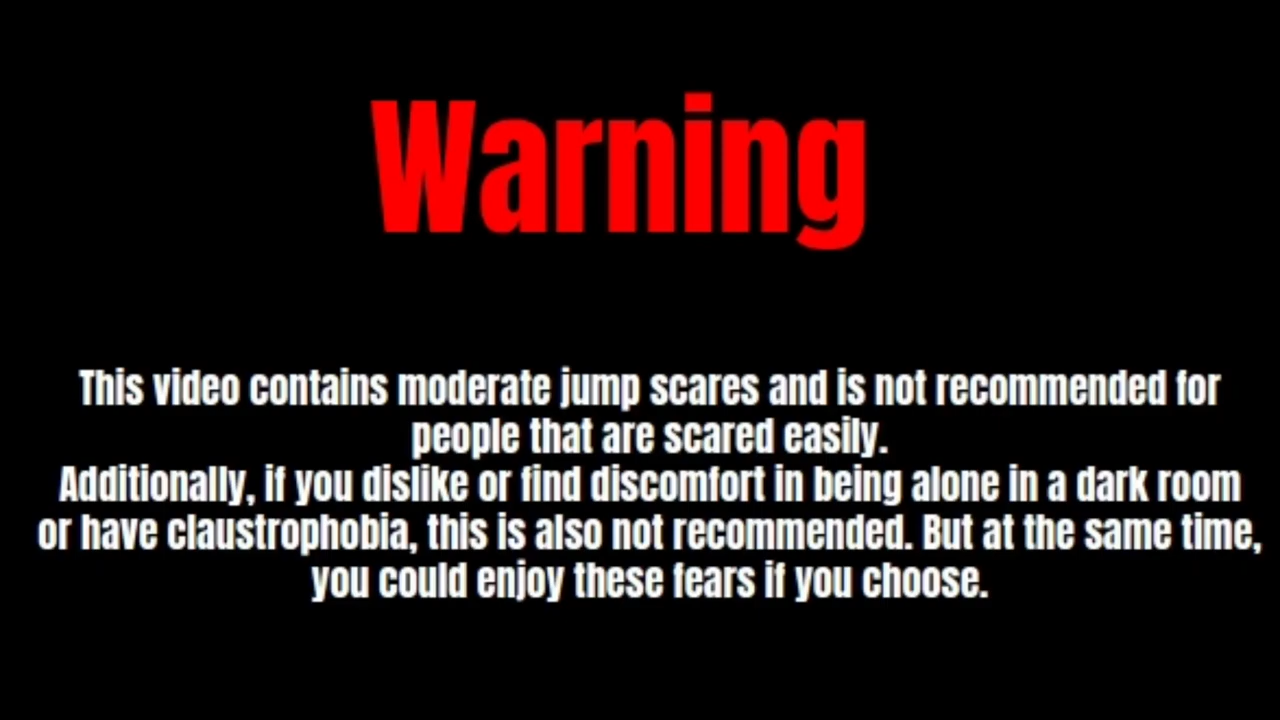 Warning
This video contains moderate jump scares and is not recommended for
people that are scared easily.
Additionally, if you dislike or find discomfort in being alone in a dark room
or have claustrophobia, this is also not recommended. But at the same time,
you could enjoy these fears if you choose.